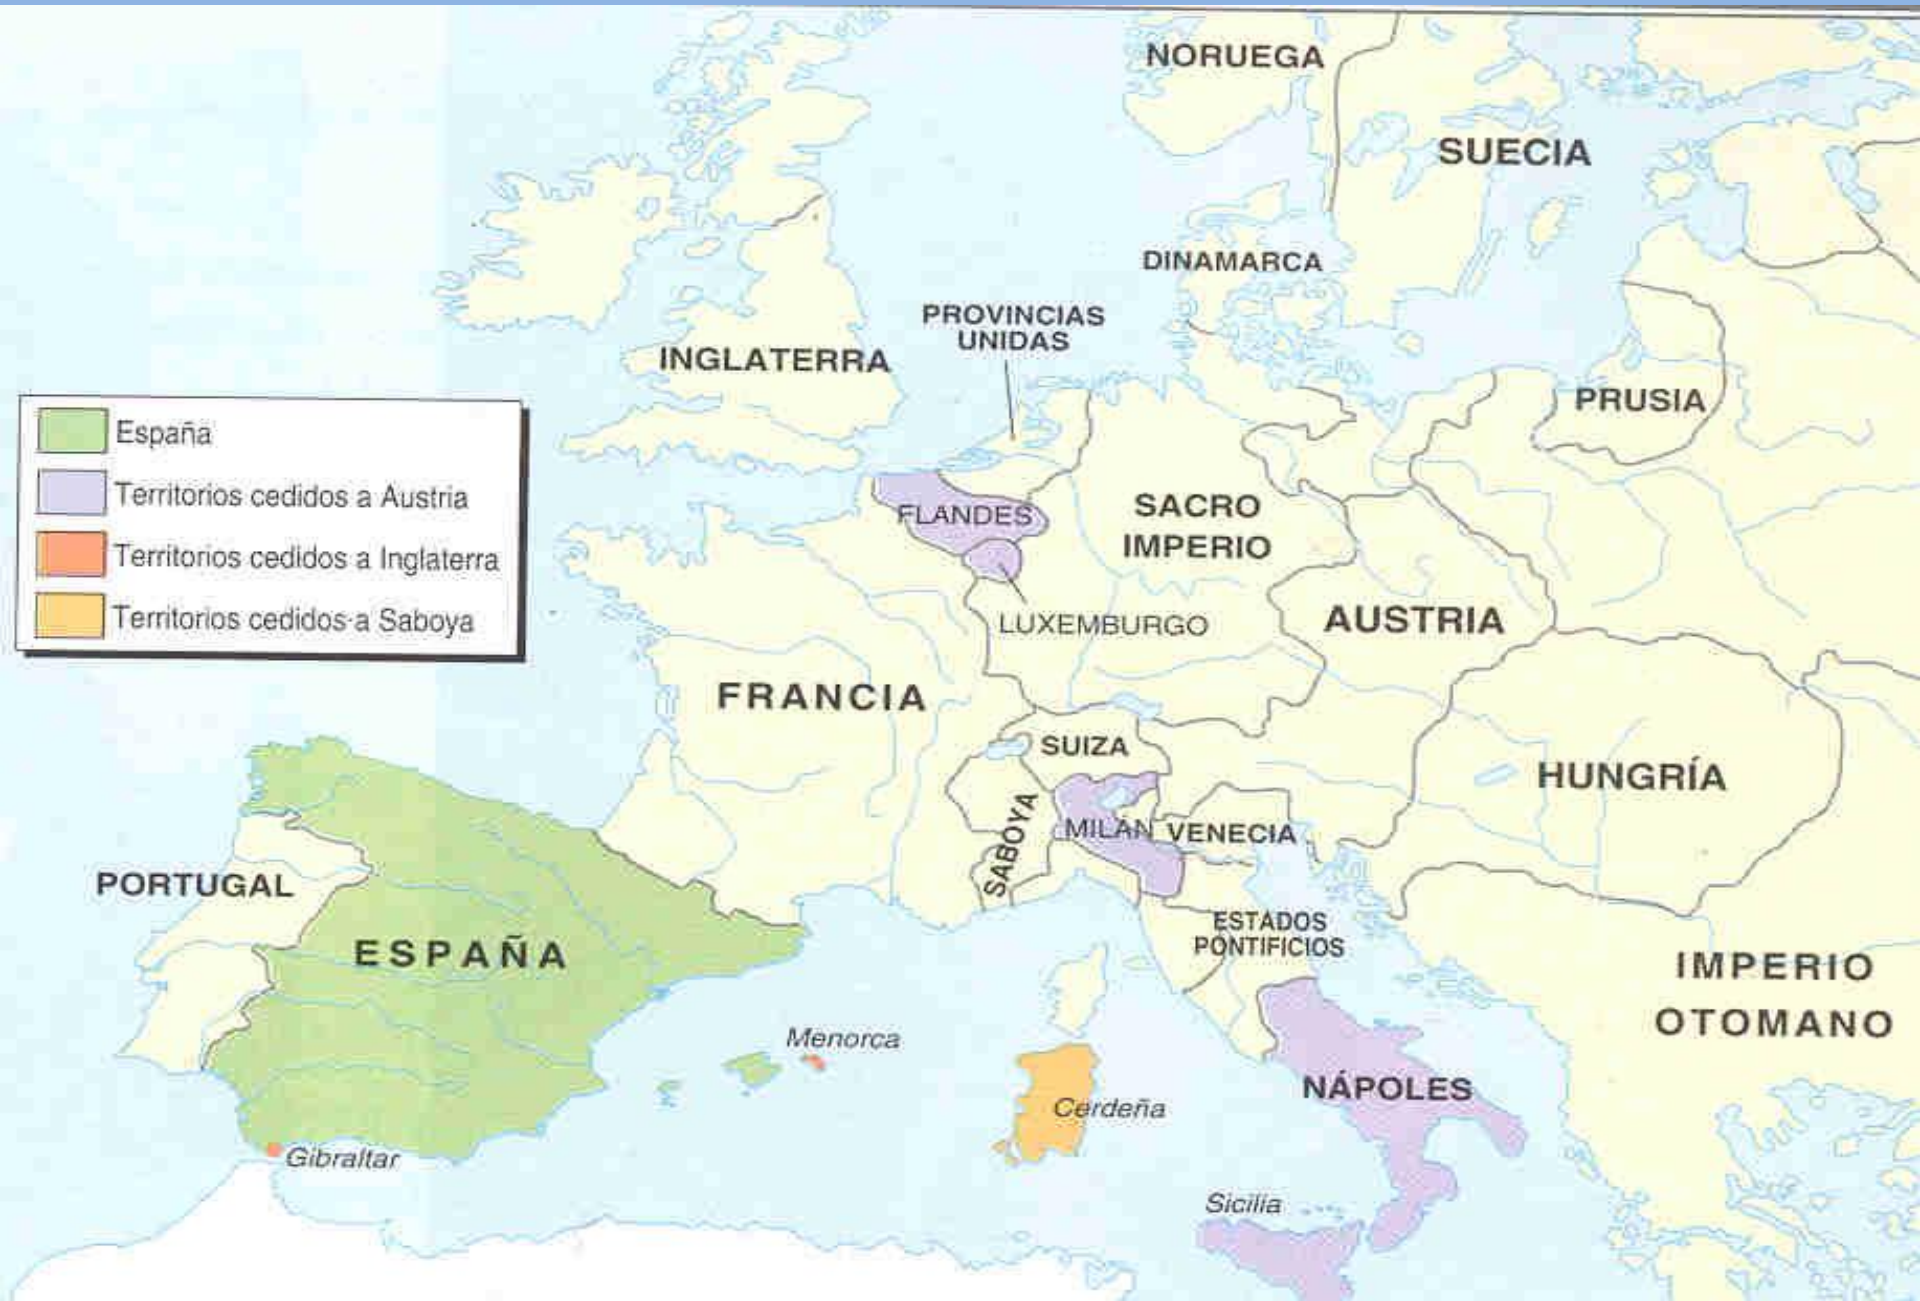 NORUEGA
SUECIA
DINAMARCA
PROVINCIAS
UNIDAS
INGLATERRA
PRUSIA
España
Territorios cedidos a Austria
Territorios cedidos a Inglaterra
Territorios cedidos a Saboya
FLANDES
SACRO
IMPERIO
LUXEMBURGO
AUSTRIA
FRANCIA
SUIZA
HUNGRÍA
SABOYA
MILÁN
VENECIA
PORTUGAL
ESPAÑA
ESTADOS
PONTIFICIOS
IMPERIO
OTOMANO
Menorca
NÁPOLES
Cerdeña
Gibraltar
Sicilia